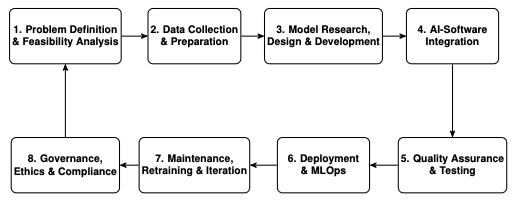 1. Problem Definition
& Feasibility Analysis
2. Data Collection
& Preparation
3. Model Research,
Design & Development
4. AI-Software
Integration
5. Quality Assurance
& Testing
6. Deployment
& MLOps
7. Maintenance,
Retraining & Iteration
8. Governance,
Ethics & Compliance